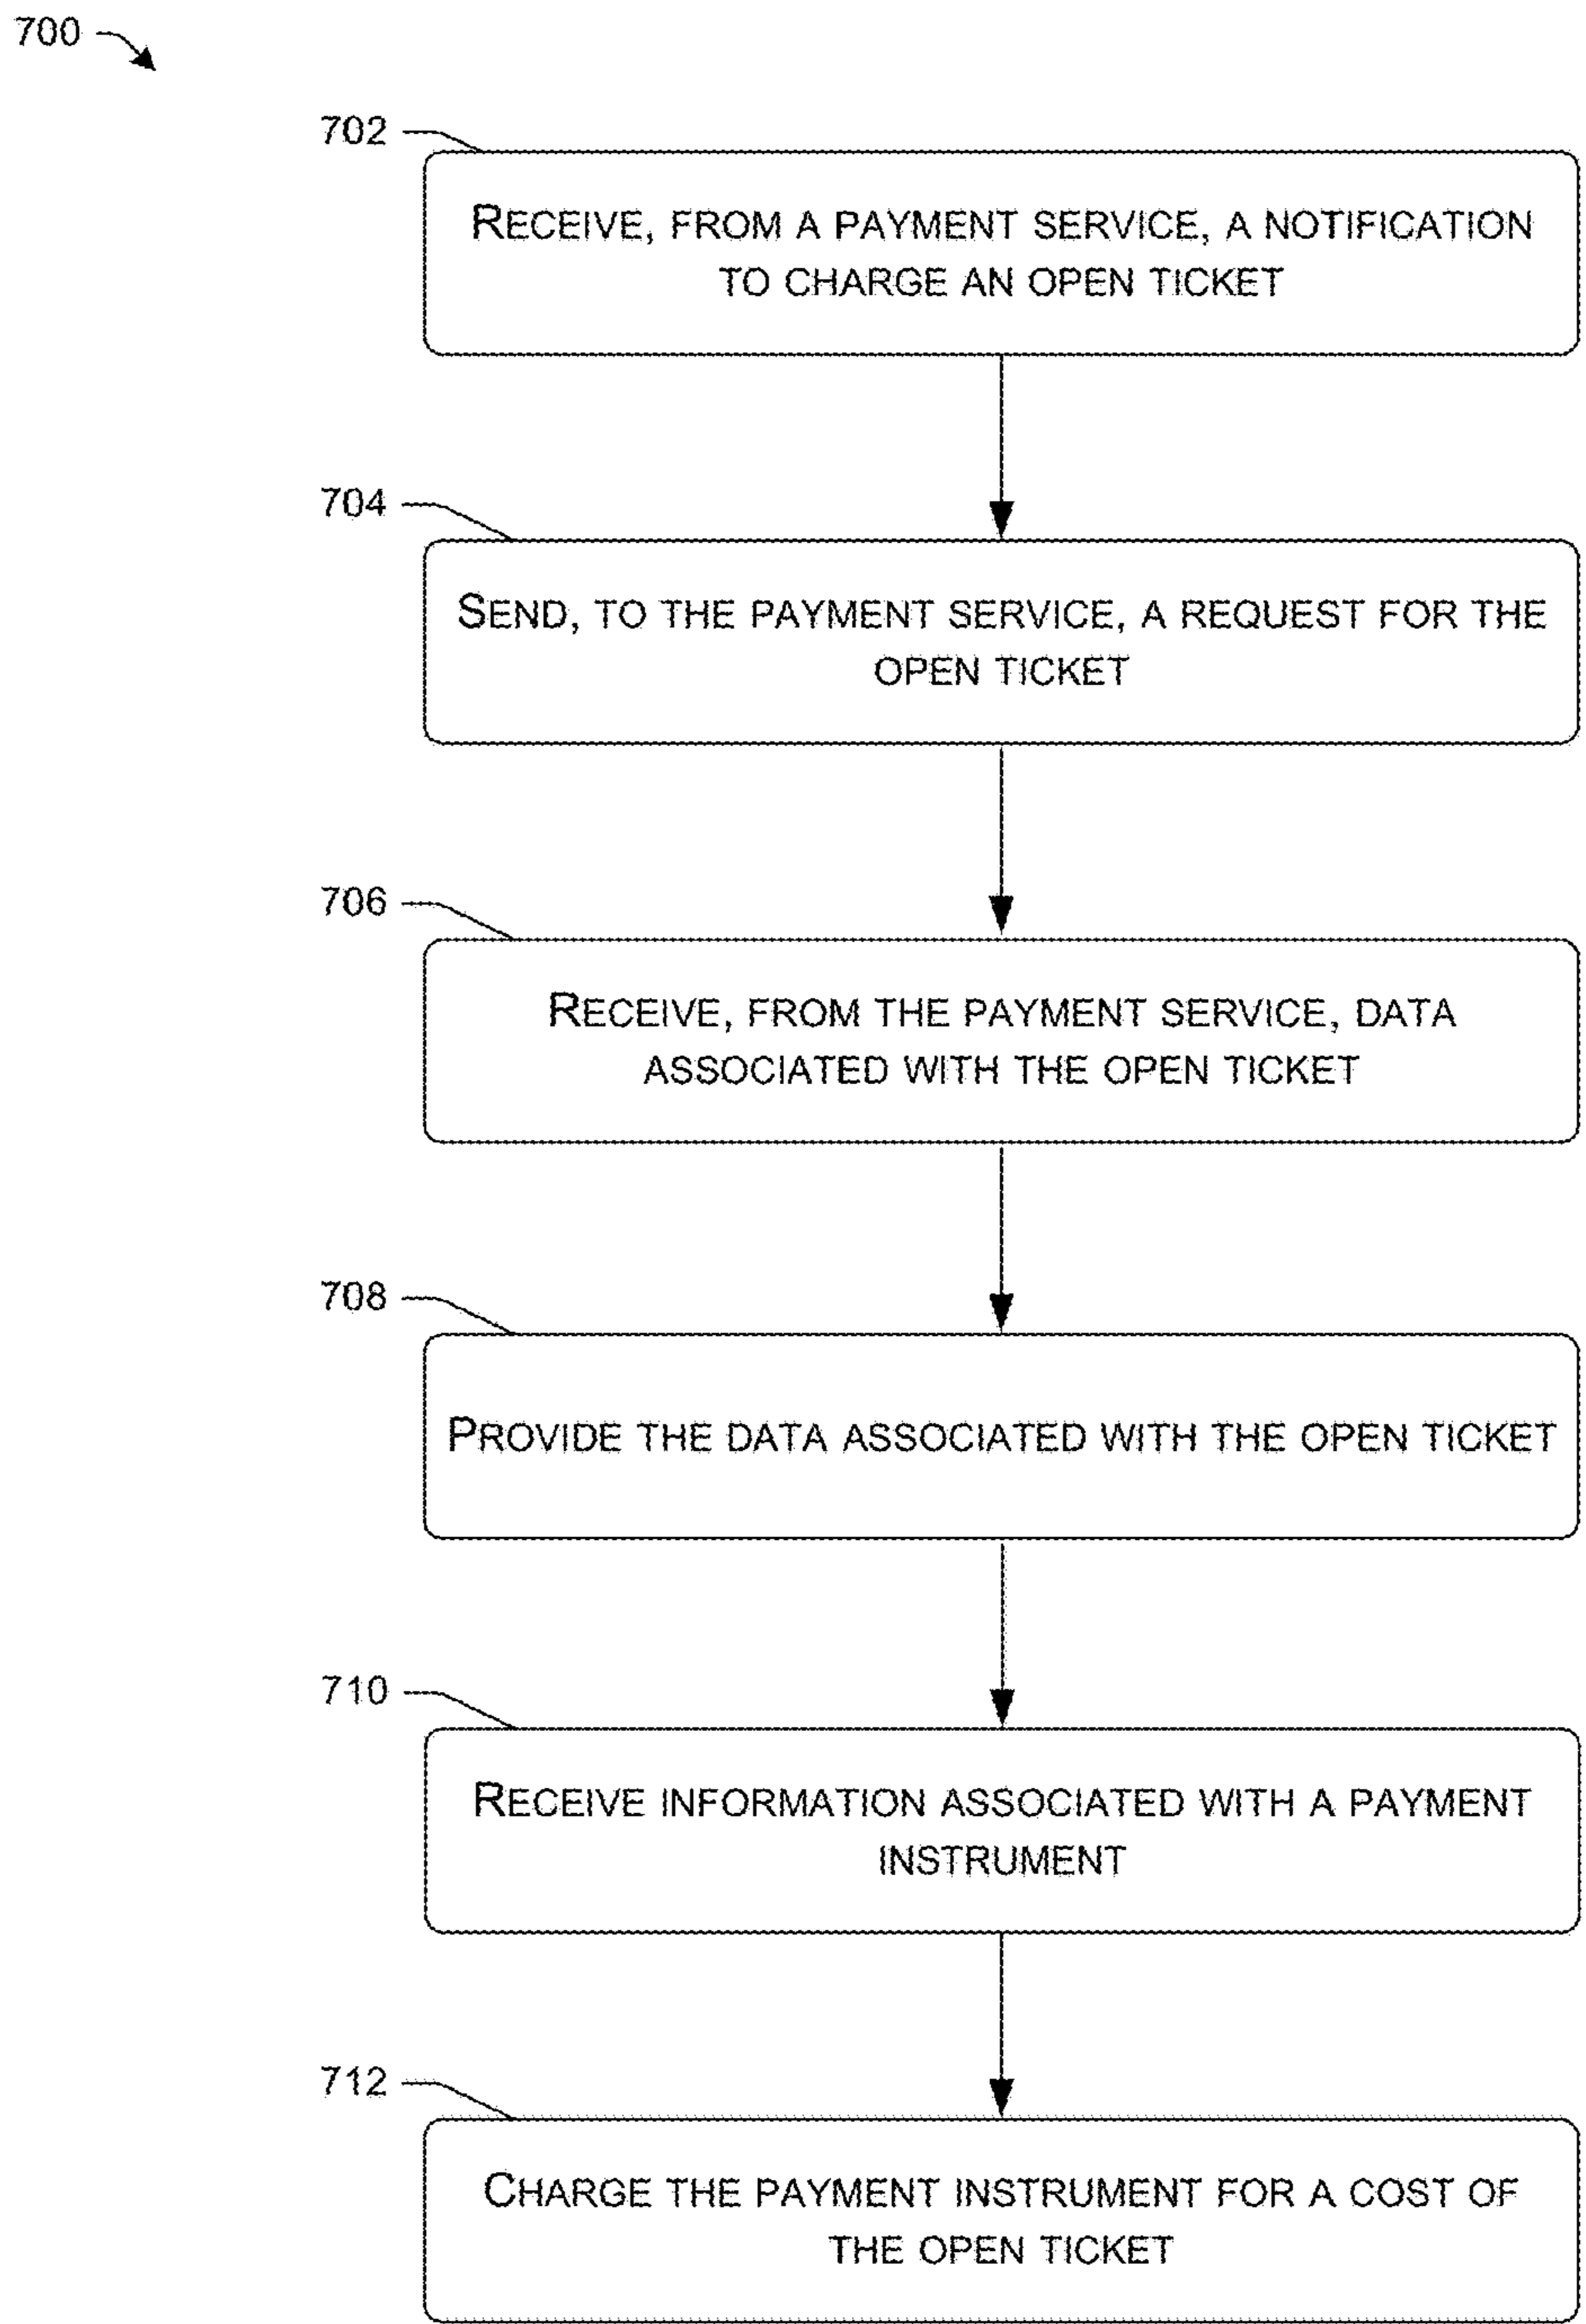 700
702
RECEIVE, FROM A PAYMENT SERVICE, A NOTIFICATION
TO CHARGE AN OPEN TICKET
704
SEND, TO THE PAYMENT SERVICE, A REQUEST FOR THE
OPEN TICKET
706
RECEIVE, FROM THE PAYMENT SERVICE, DATA
ASSOCIATED WITH THE OPEN TICKET
708
PROVIDE THE DATA ASSOCIATED WITH THE OPEN TICKET
710
RECEIVE INFORMATION ASSOCIATED WITH A PAYMENT
INSTRUMENT
712
CHARGE THE PAYMENT INSTRUMENT FOR A COST OF
THE OPEN TICKET